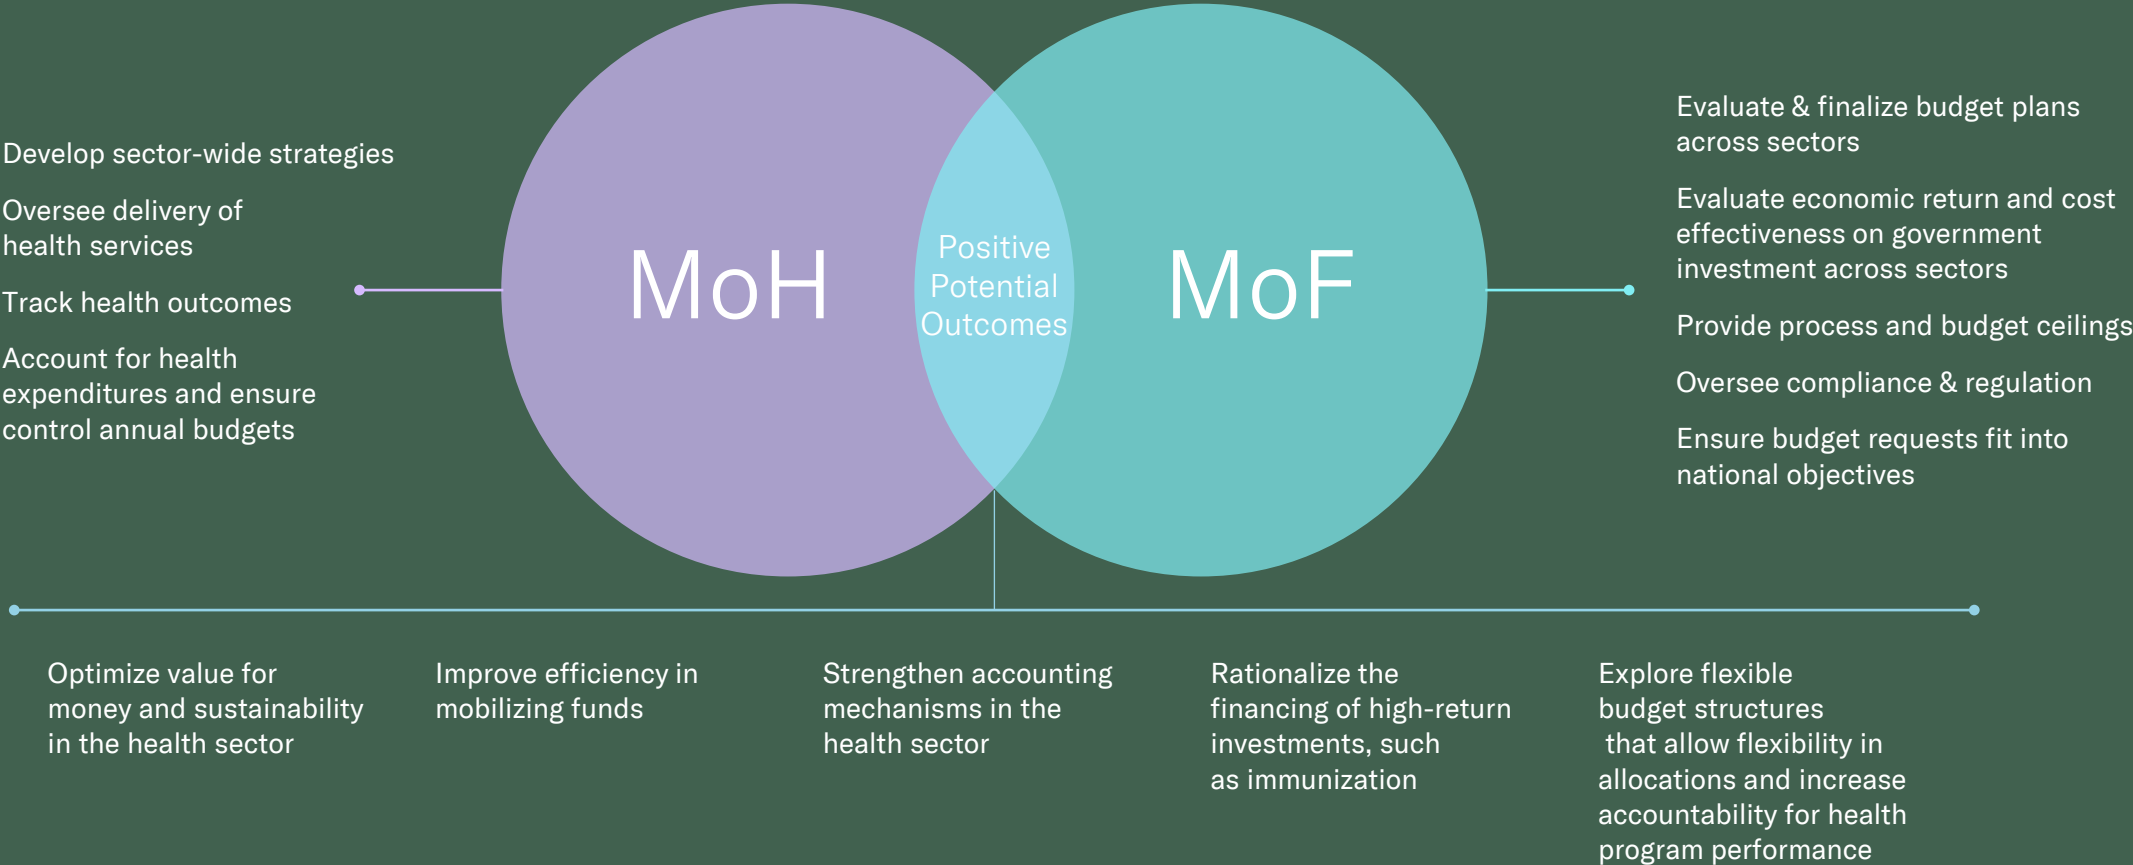 Develop sector-wide strategies
Oversee delivery of
health services
Track health outcomes
Account for health
expenditures and ensure
control annual budgets
MoH
Positive
Potential
Outcomes
MoF
Evaluate & finalize budget plans
across sectors
Evaluate economic return and cost
effectiveness on government
investment across sectors
Provide process and budget ceilings
Oversee compliance & regulation
Ensure budget requests fit into
national objectives
Optimize value for
money and sustainability
in the health sector
Improve efficiency in
mobilizing funds
Strengthen accounting
mechanisms in the
health sector
Rationalize the
financing of high-return
investments, such
as immunization
Explore flexible
budget structures
that allow flexibility in
allocations and increase
accountability for health
program performance